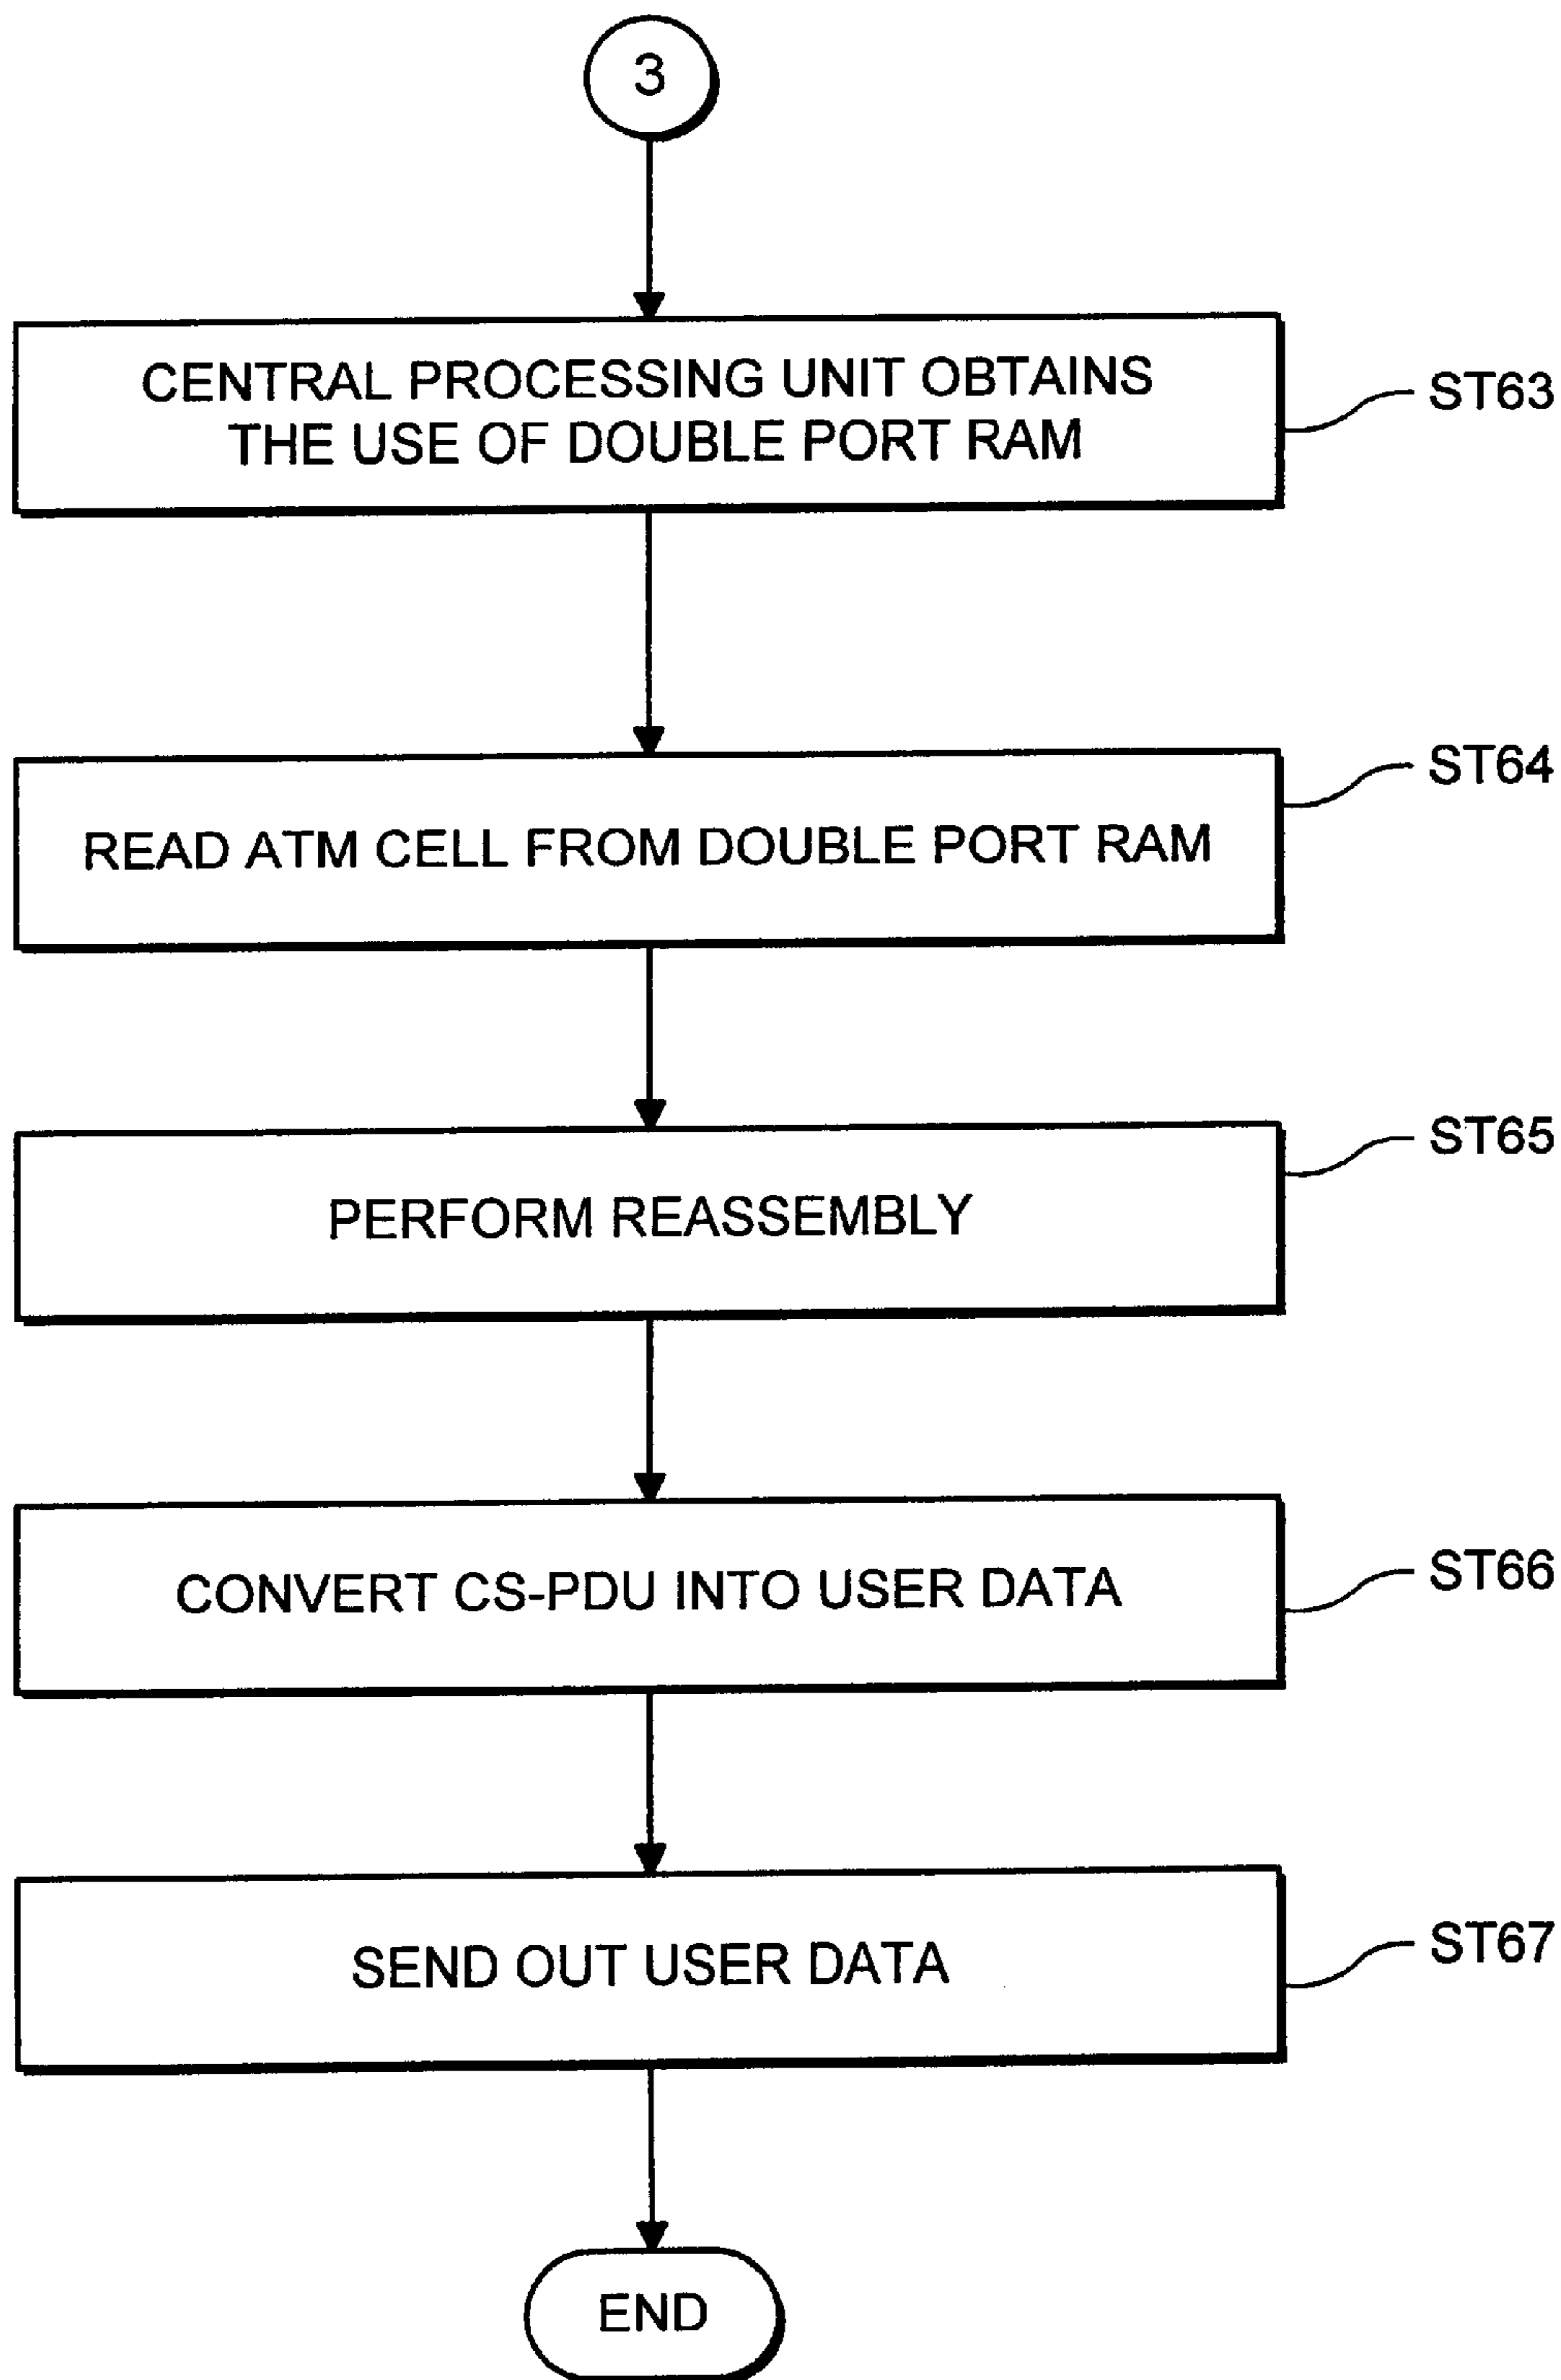 3
CENTRAL PROCESSING UNIT OBTAINS
THE USE OF DOUBLE PORT RAM
ST63
READ ATM CELL FROM DOUBLE PORT RAM
ST64
PERFORM REASSEMBLY
ST65
CONVERT CS-PDU INTO USER DATA
ST66
SEND OUT USER DATA
ST67
END